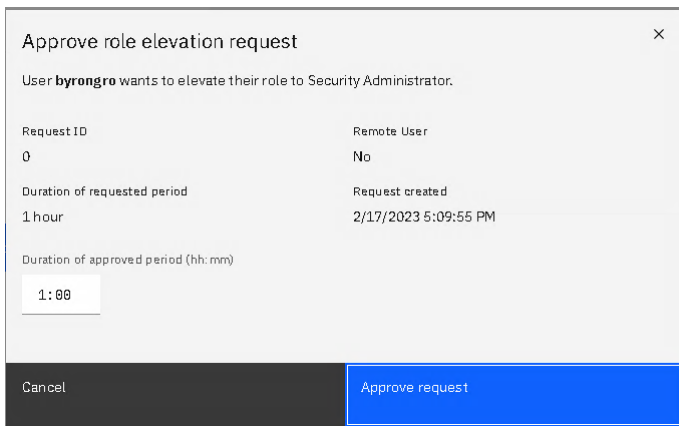 Approve role elevation request
User byrongro wants to elevate their role to Security Administrator.
Request ID
0
Remote User
No
Duration of requested period
1 hour
Request created
2/17/2023 5:09:55 PM
Duration of approved period (hh:mm)
1:00
Cancel
Approve request